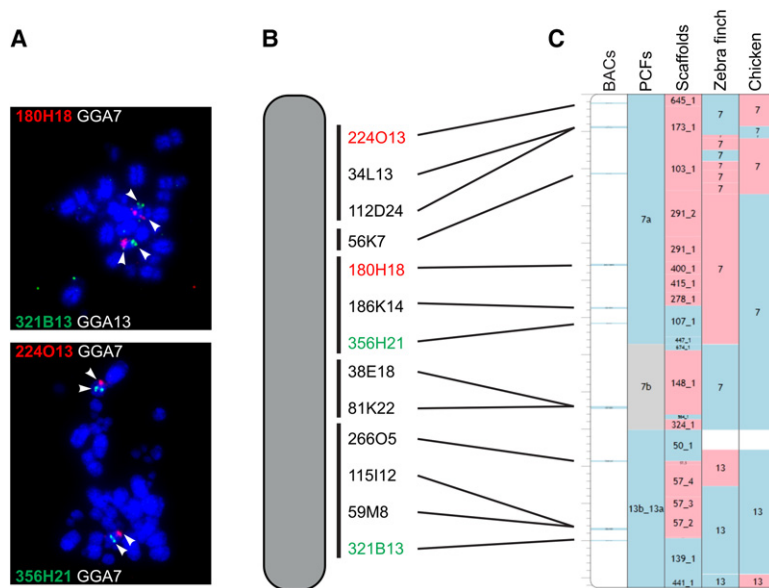 A
B
C
180H18 GGA7
321B13 GGA13
224O13 GGA7
356H21 GGA7
224O13
34L13
112D24
56K7
180H18
186K14
356H21
38E18
81K22
266O5
115I12
59M8
321B13
BACs
PCFs
Scaffolds
Zebra finch
Chicken
7a
7b
13b_13a
645_1
173_1
103_1
291_2
291_1
400_1
415_1
278_1
107_1
447_1
148_1
324_1
50_1
57_4
57_3
57_2
139_1
441_1
7
7
7
7
7
7
7
13
13
13
7
7
7
7
13
13